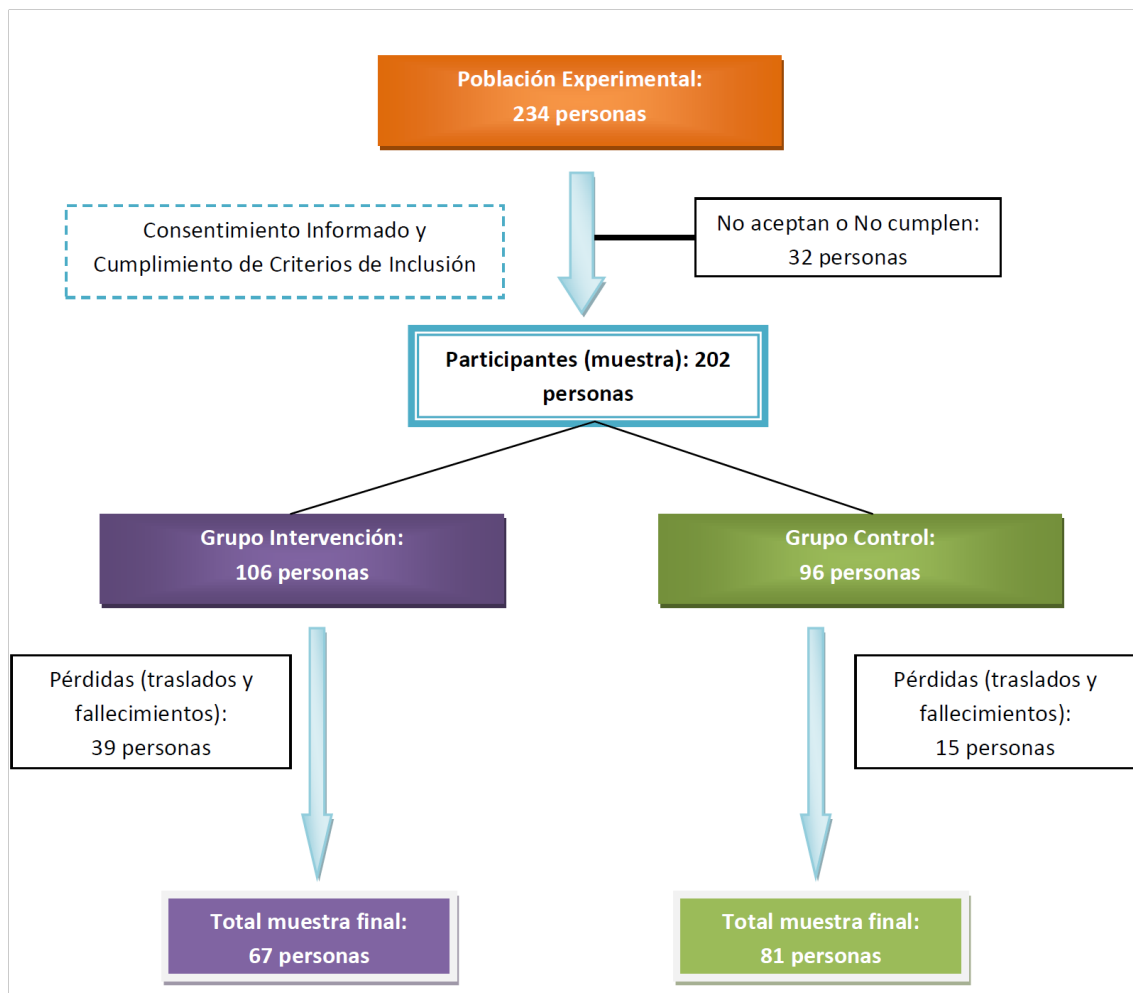 Población Experimental:
234 personas
Consentimiento Informado y
Cumplimiento de Criterios de Inclusión
No aceptan o No cumplen:
32 personas
Participantes (muestra): 202
personas
Grupo Intervención:
106 personas
Grupo Control:
96 personas
Pérdidas (traslados y
fallecimientos):
39 personas
Pérdidas (traslados y
fallecimientos):
15 personas
Total muestra final:
67 personas
Total muestra final:
81 personas